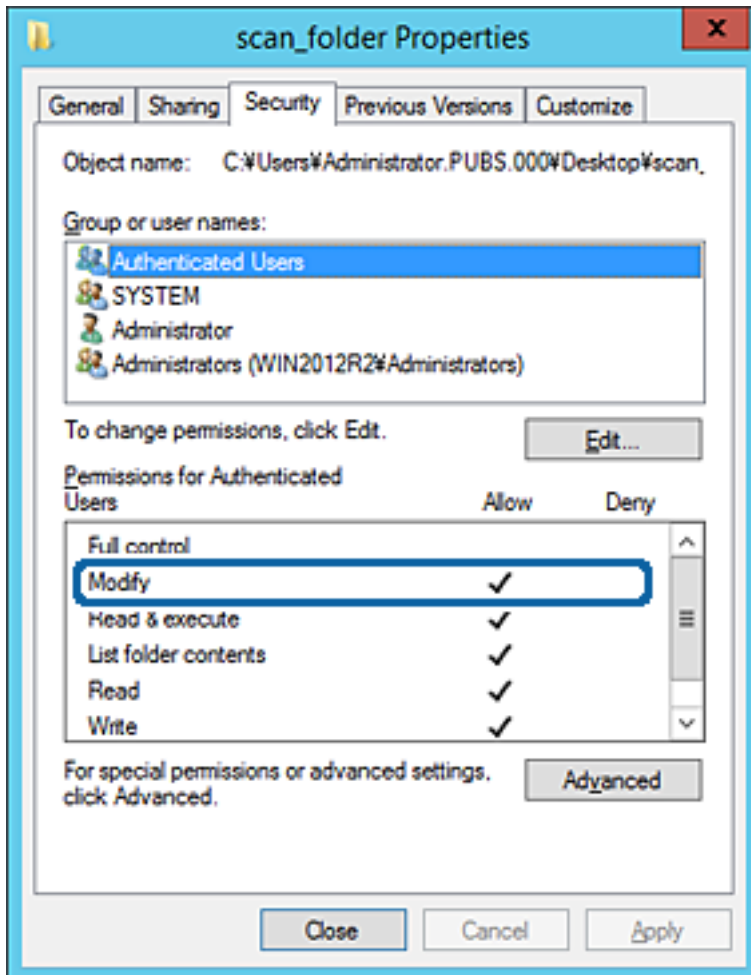 scan_folder Properties
x
General Sharing Security Previous Versions Customize
Object name: C:¥Users¥Administrator.PUBS.000¥Desktop¥scan_
Group or user names:
Authenticated Users
SYSTEM
Administrator
Administrators (WIN2012R2¥Administrators)
To change permissions, click Edit.
Edit...
Permissions for Authenticated
Users Allow Deny
Full control
Modify
Read & execute
List folder contents
Read
Write
For special permissions or advanced settings,
click Advanced.
Advanced
Close Cancel Apply